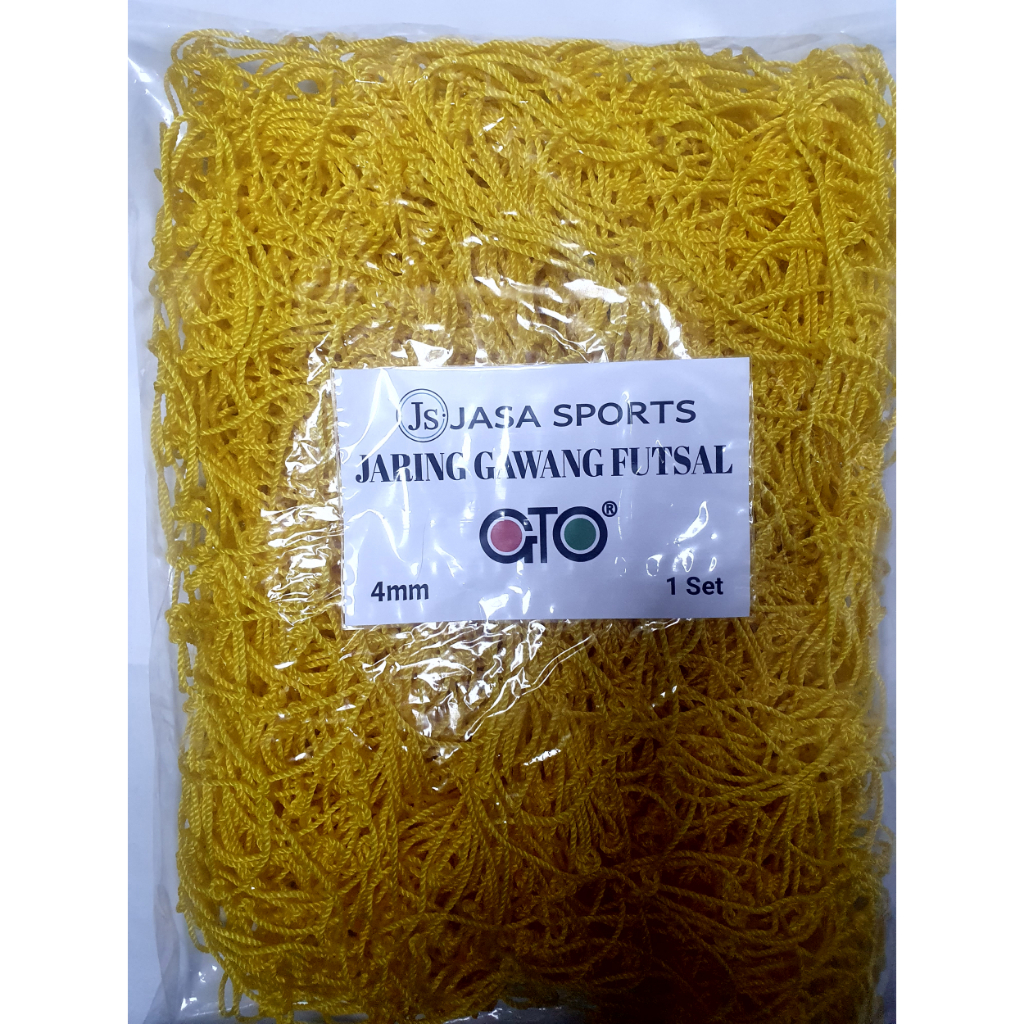 Js JASA SPORTS
JARING GAWANG FUTSAL
GTO®
4mm 1 Set